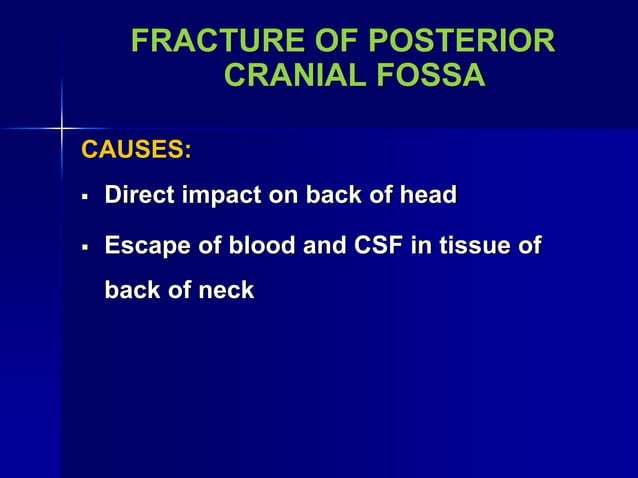 FRACTURE OF POSTERIOR
CRANIAL FOSSA
CAUSES:
▪ Direct impact on back of head
▪ Escape of blood and CSF in tissue of
back of neck